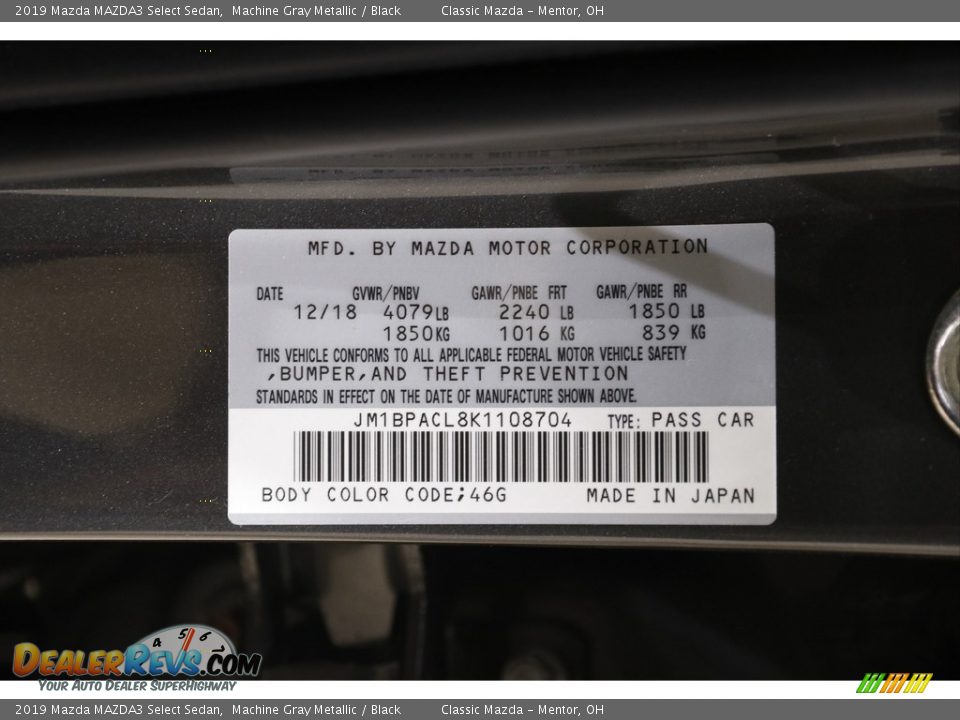 2019 Mazda MAZDA3 Select Sedan, Machine Gray Metallic / Black Classic Mazda - Mentor, OH
MFD. BY MAZDA MOTOR CORPORATION
DATE GVWR/PNBV GAWR/PNBE FRT GAWR/PNBE RR
12/18 4079LB 2240 LB 1850 LB
1850KG 1016 KG 839 KG
THIS VEHICLE CONFORMS TO ALL APPLICABLE FEDERAL MOTOR VEHICLE SAFETY
,BUMPER,AND THEFT PREVENTION
STANDARDS IN EFFECT ON THE DATE OF MANUFACTURE SHOWN ABOVE.
JM1BPACL8K1108704 TYPE: PASS CAR
BODY COLOR CODE;46G MADE IN JAPAN
4 5 6
DEALERREVS.COM
YOUR AUTO DEALER SUPERHIGHWAY
2019 Mazda MAZDA3 Select Sedan, Machine Gray Metallic / Black Classic Mazda - Mentor, OH